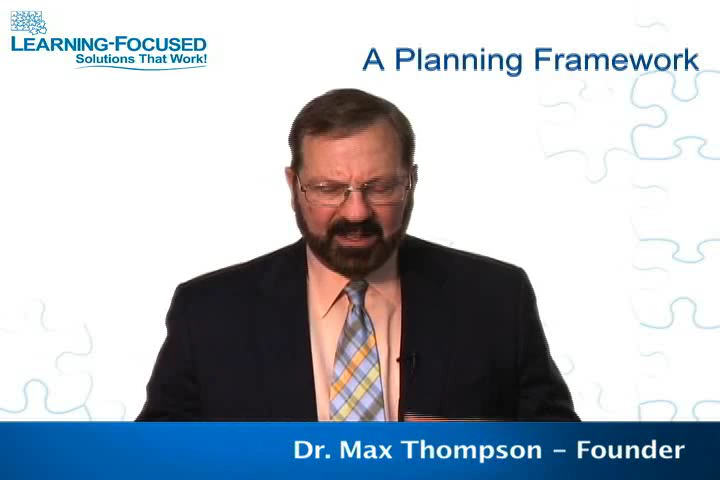 LEARNING-FOCUSED
Solutions That Work!
A Planning Framework
Dr. Max Thompson – Founder